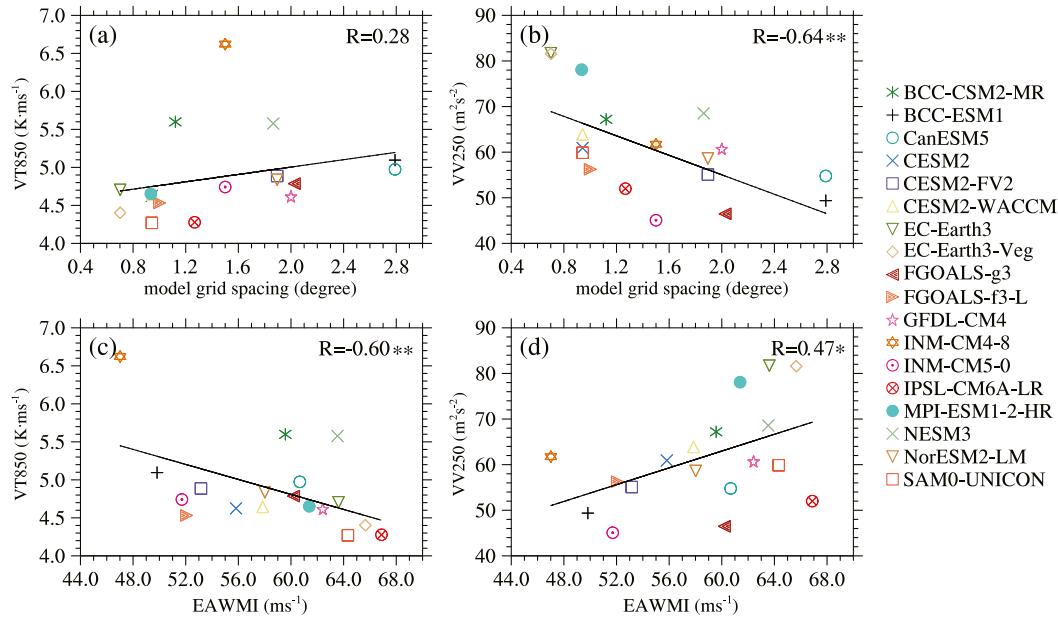 (a)
R=0.28
VT850 (K·ms⁻¹)
7.0
6.5
6.0
5.5
5.0
4.5
4.0
0.4 0.8 1.2 1.6 2.0 2.4 2.8
model grid spacing (degree)
(b)
R=-0.64**
VV250 (m²s⁻²)
90
80
70
60
50
40
0.4 0.8 1.2 1.6 2.0 2.4 2.8
model grid spacing (degree)
(c)
R=-0.60**
VT850 (K·ms⁻¹)
7.0
6.5
6.0
5.5
5.0
4.5
4.0
44.0 48.0 52.0 56.0 60.0 64.0 68.0
EAWMI (ms⁻¹)
(d)
R=0.47*
VV250 (m²s⁻²)
90
80
70
60
50
40
44.0 48.0 52.0 56.0 60.0 64.0 68.0
EAWMI (ms⁻¹)
BCC-CSM2-MR
BCC-ESM1
CanESM5
CESM2
CESM2-FV2
CESM2-WACCM
EC-Earth3
EC-Earth3-Veg
FGOALS-g3
FGOALS-f3-L
GFDL-CM4
INM-CM4-8
INM-CM5-0
IPSL-CM6A-LR
MPI-ESM1-2-HR
NESM3
NorESM2-LM
SAM0-UNICON